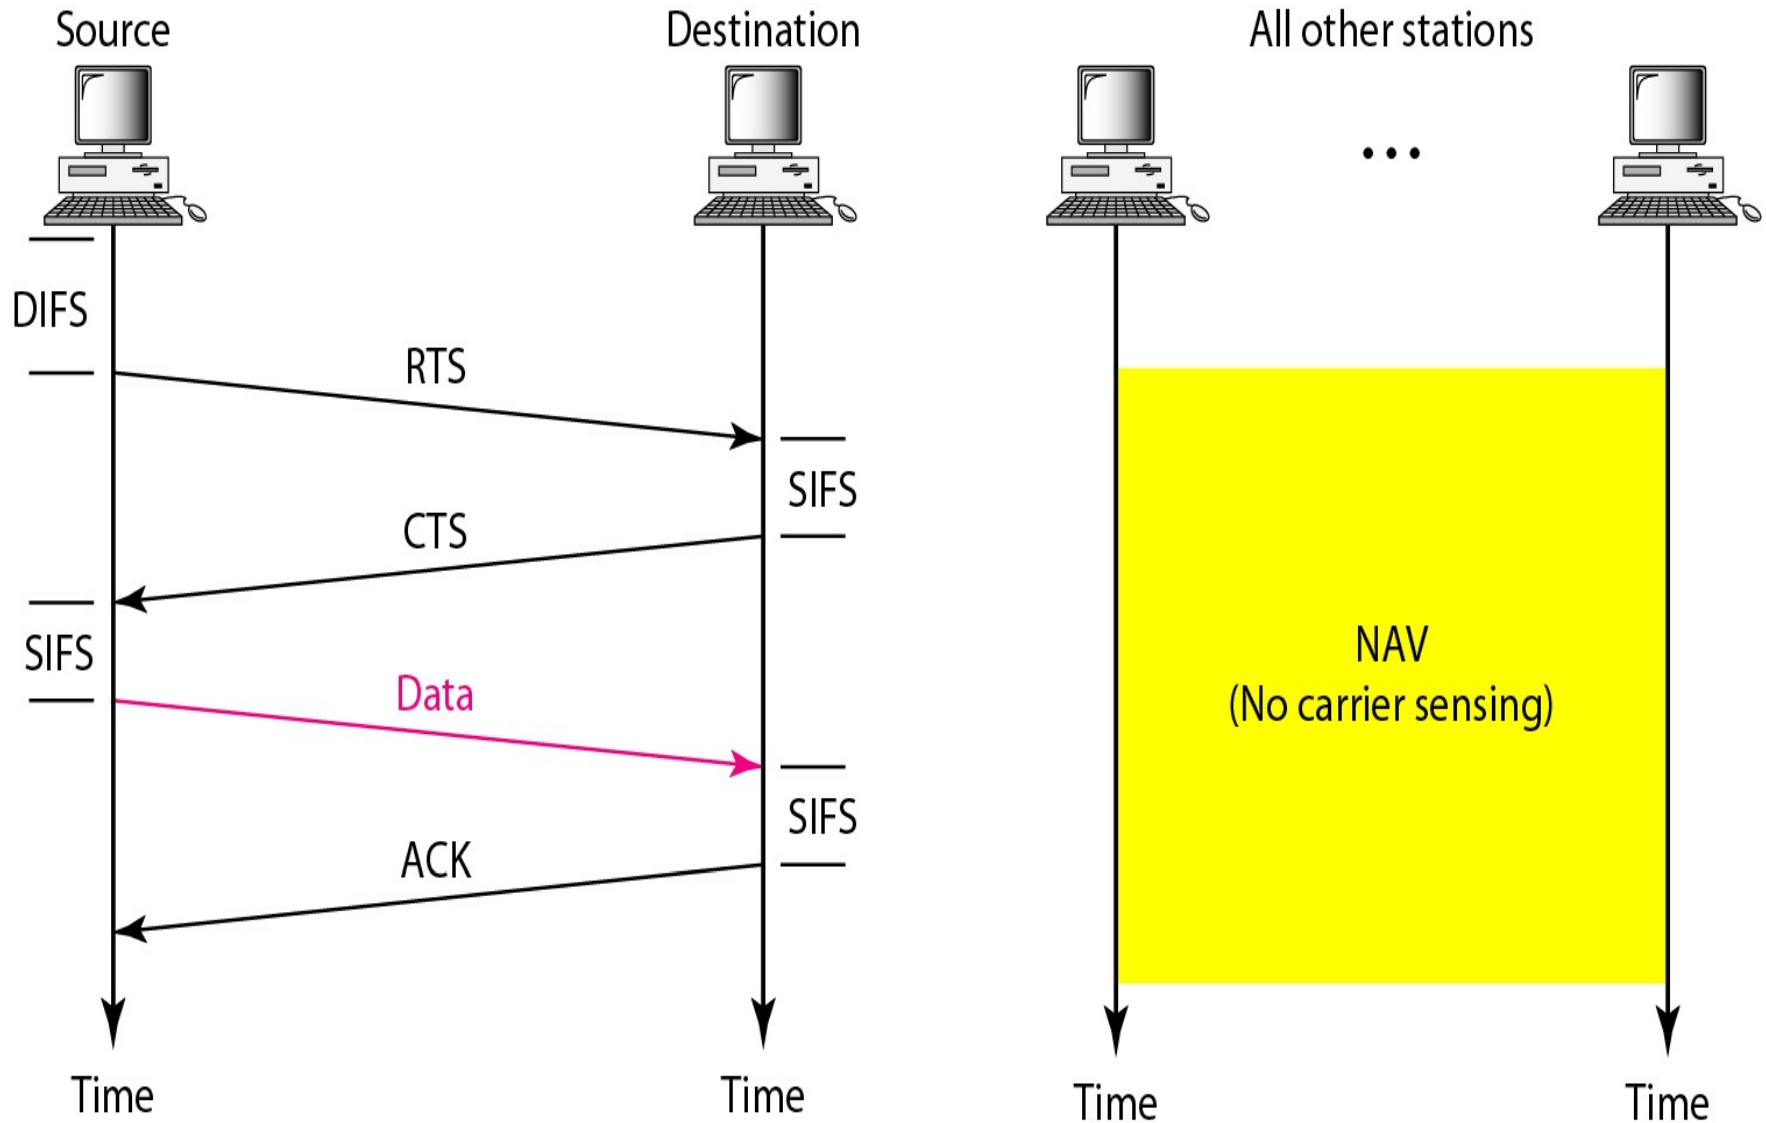 Source
Destination
All other stations
...
DIFS
RTS
SIFS
CTS
SIFS
Data
SIFS
ACK
NAV
(No carrier sensing)
Time
Time
Time
Time